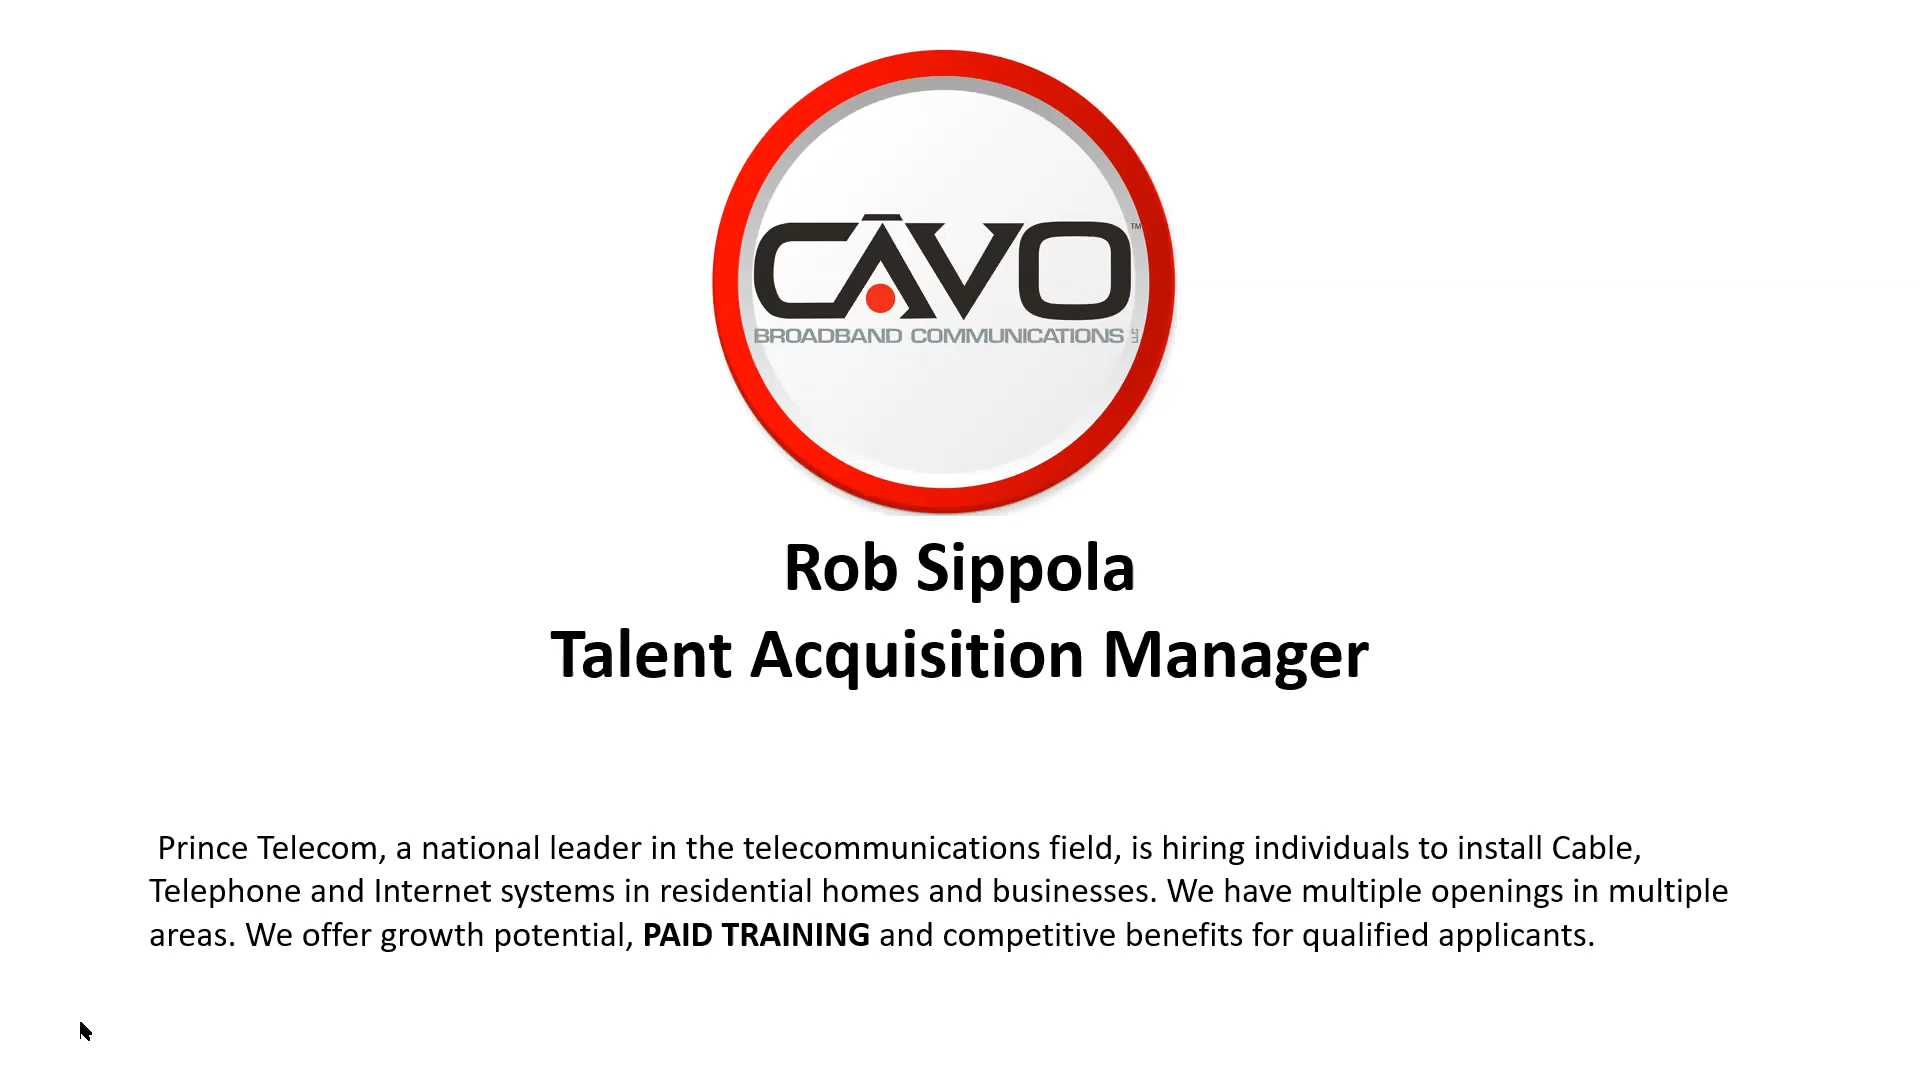 CĀVO™
BROADBAND COMMUNICATIONS LLC
Rob Sippola
Talent Acquisition Manager
Prince Telecom, a national leader in the telecommunications field, is hiring individuals to install Cable,
Telephone and Internet systems in residential homes and businesses. We have multiple openings in multiple
areas. We offer growth potential, PAID TRAINING and competitive benefits for qualified applicants.